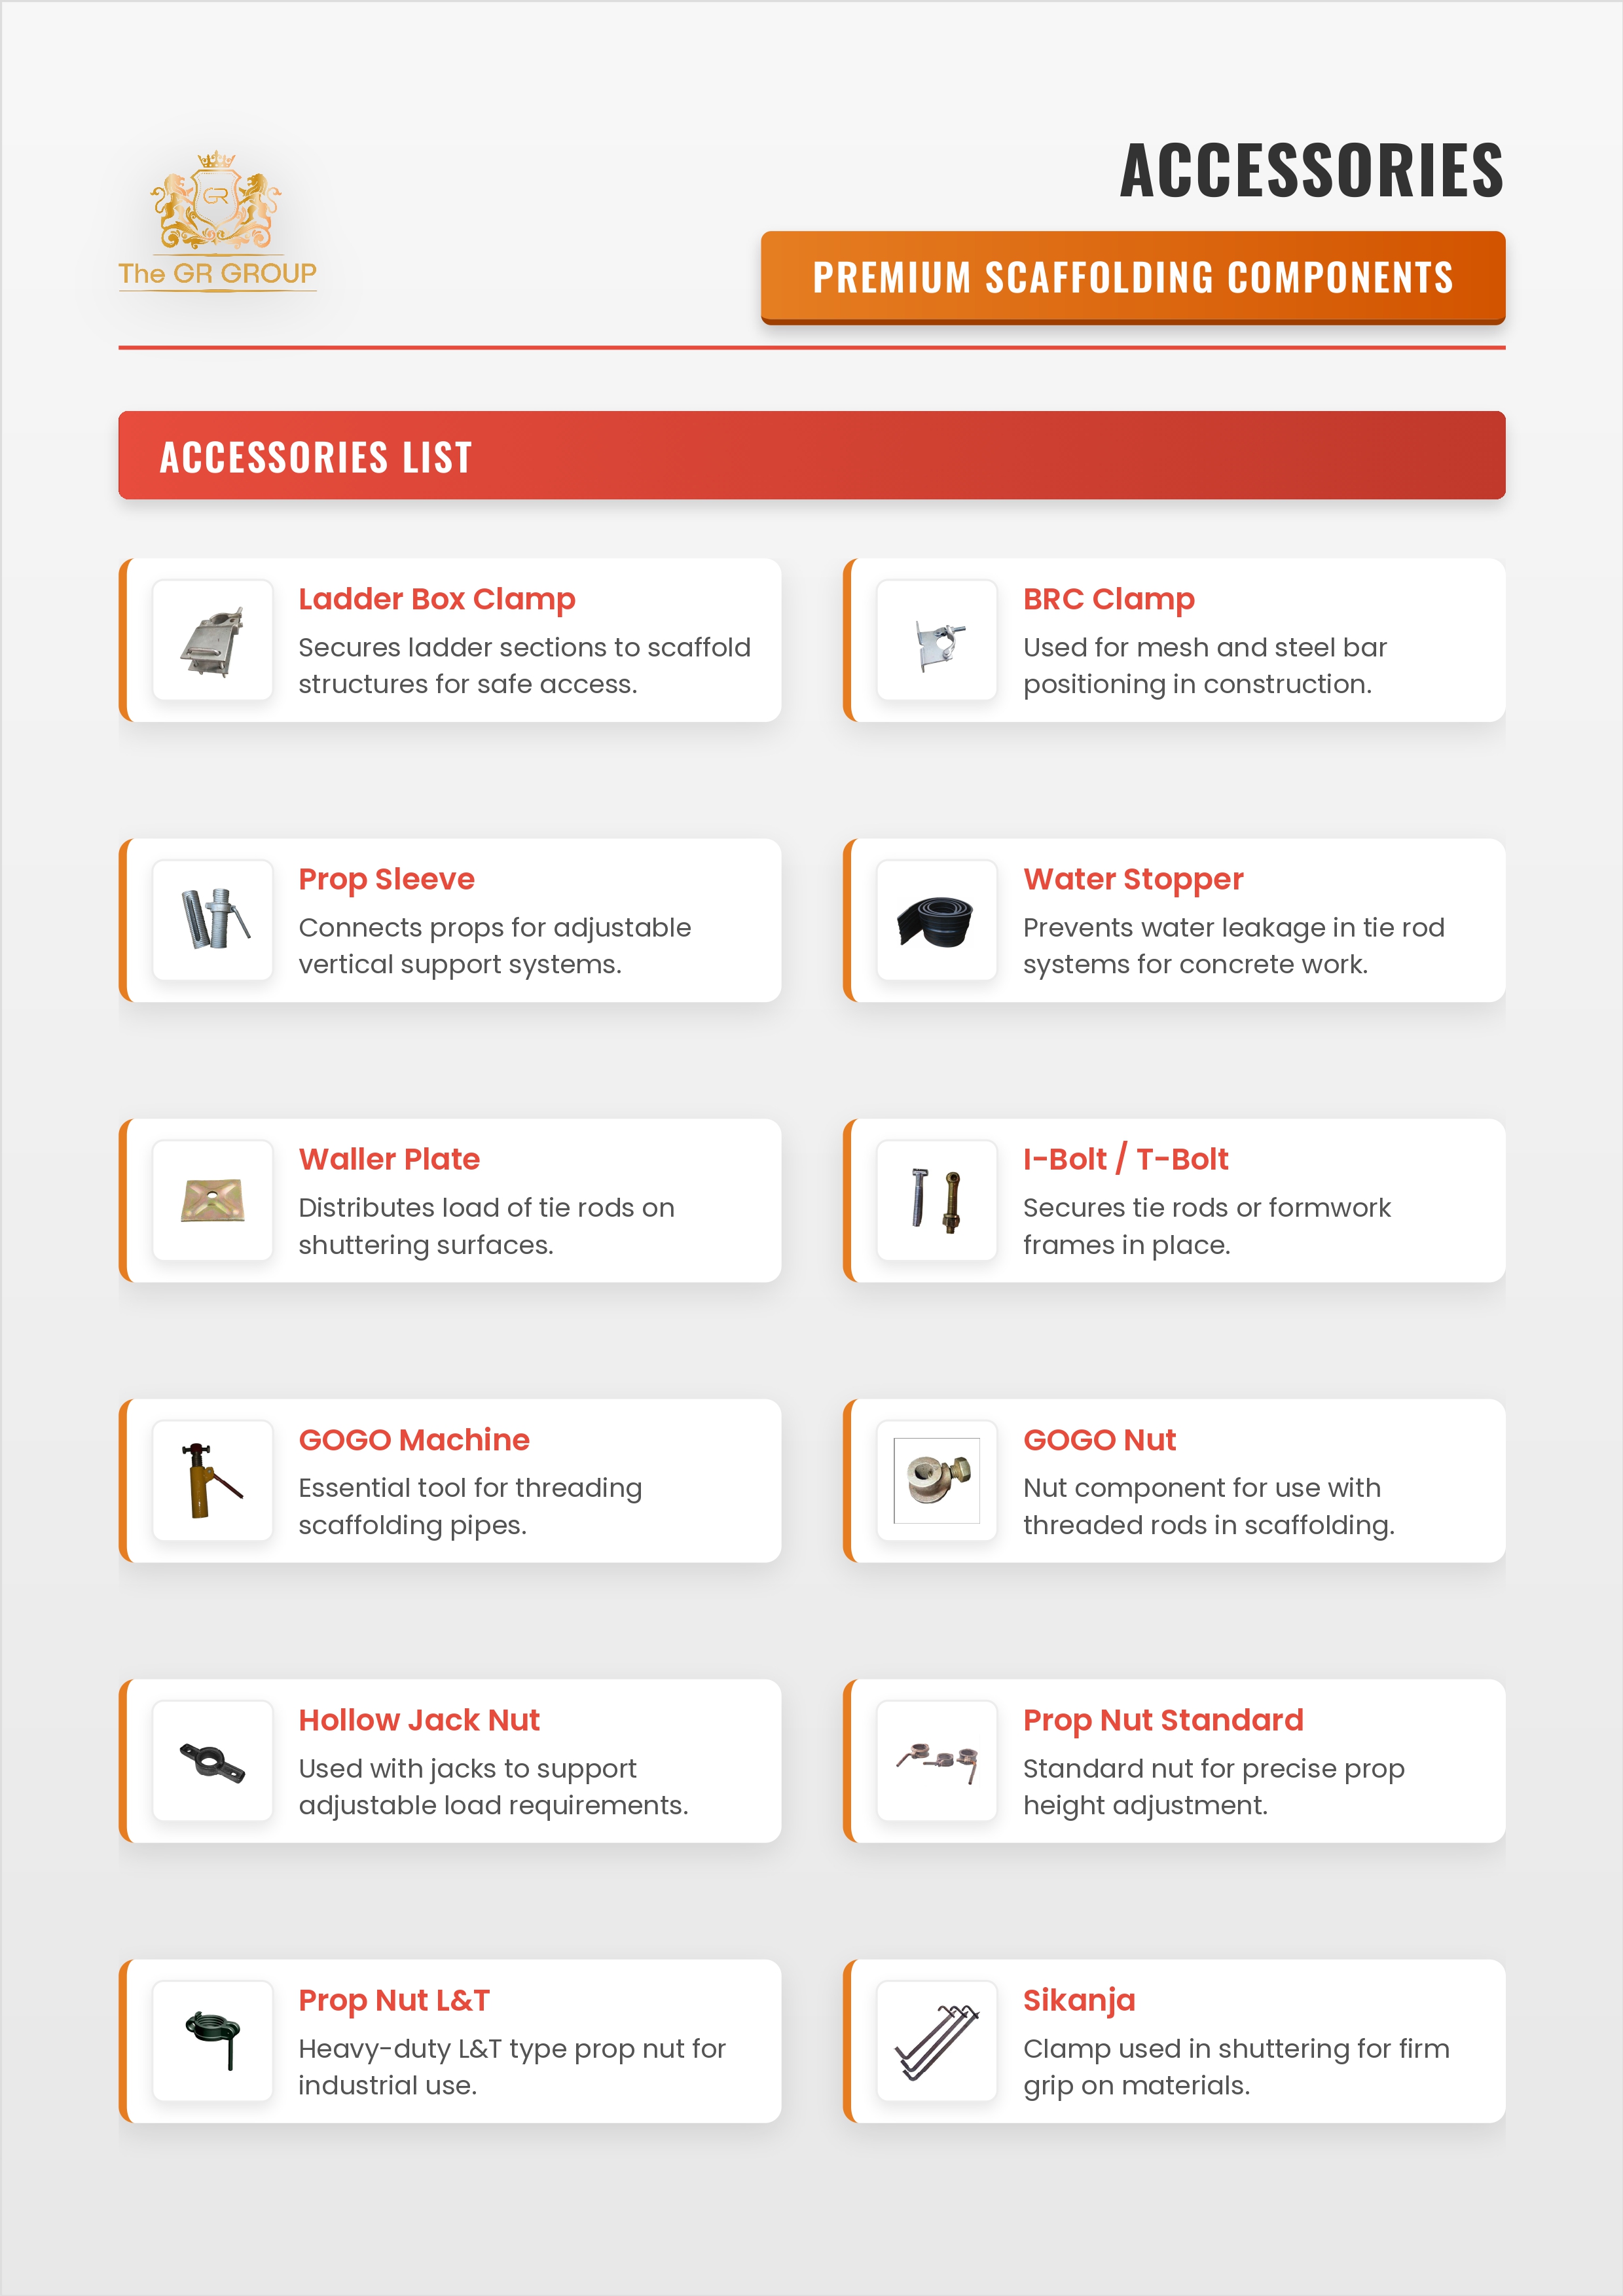 GR
The GR GROUP
ACCESSORIES
PREMIUM SCAFFOLDING COMPONENTS
ACCESSORIES LIST
Ladder Box Clamp
Secures ladder sections to scaffold
structures for safe access.
BRC Clamp
Used for mesh and steel bar
positioning in construction.
Prop Sleeve
Connects props for adjustable
vertical support systems.
Water Stopper
Prevents water leakage in tie rod
systems for concrete work.
Waller Plate
Distributes load of tie rods on
shuttering surfaces.
I-Bolt / T-Bolt
Secures tie rods or formwork
frames in place.
GOGO Machine
Essential tool for threading
scaffolding pipes.
GOGO Nut
Nut component for use with
threaded rods in scaffolding.
Hollow Jack Nut
Used with jacks to support
adjustable load requirements.
Prop Nut Standard
Standard nut for precise prop
height adjustment.
Prop Nut L&T
Heavy-duty L&T type prop nut for
industrial use.
Sikanja
Clamp used in shuttering for firm
grip on materials.